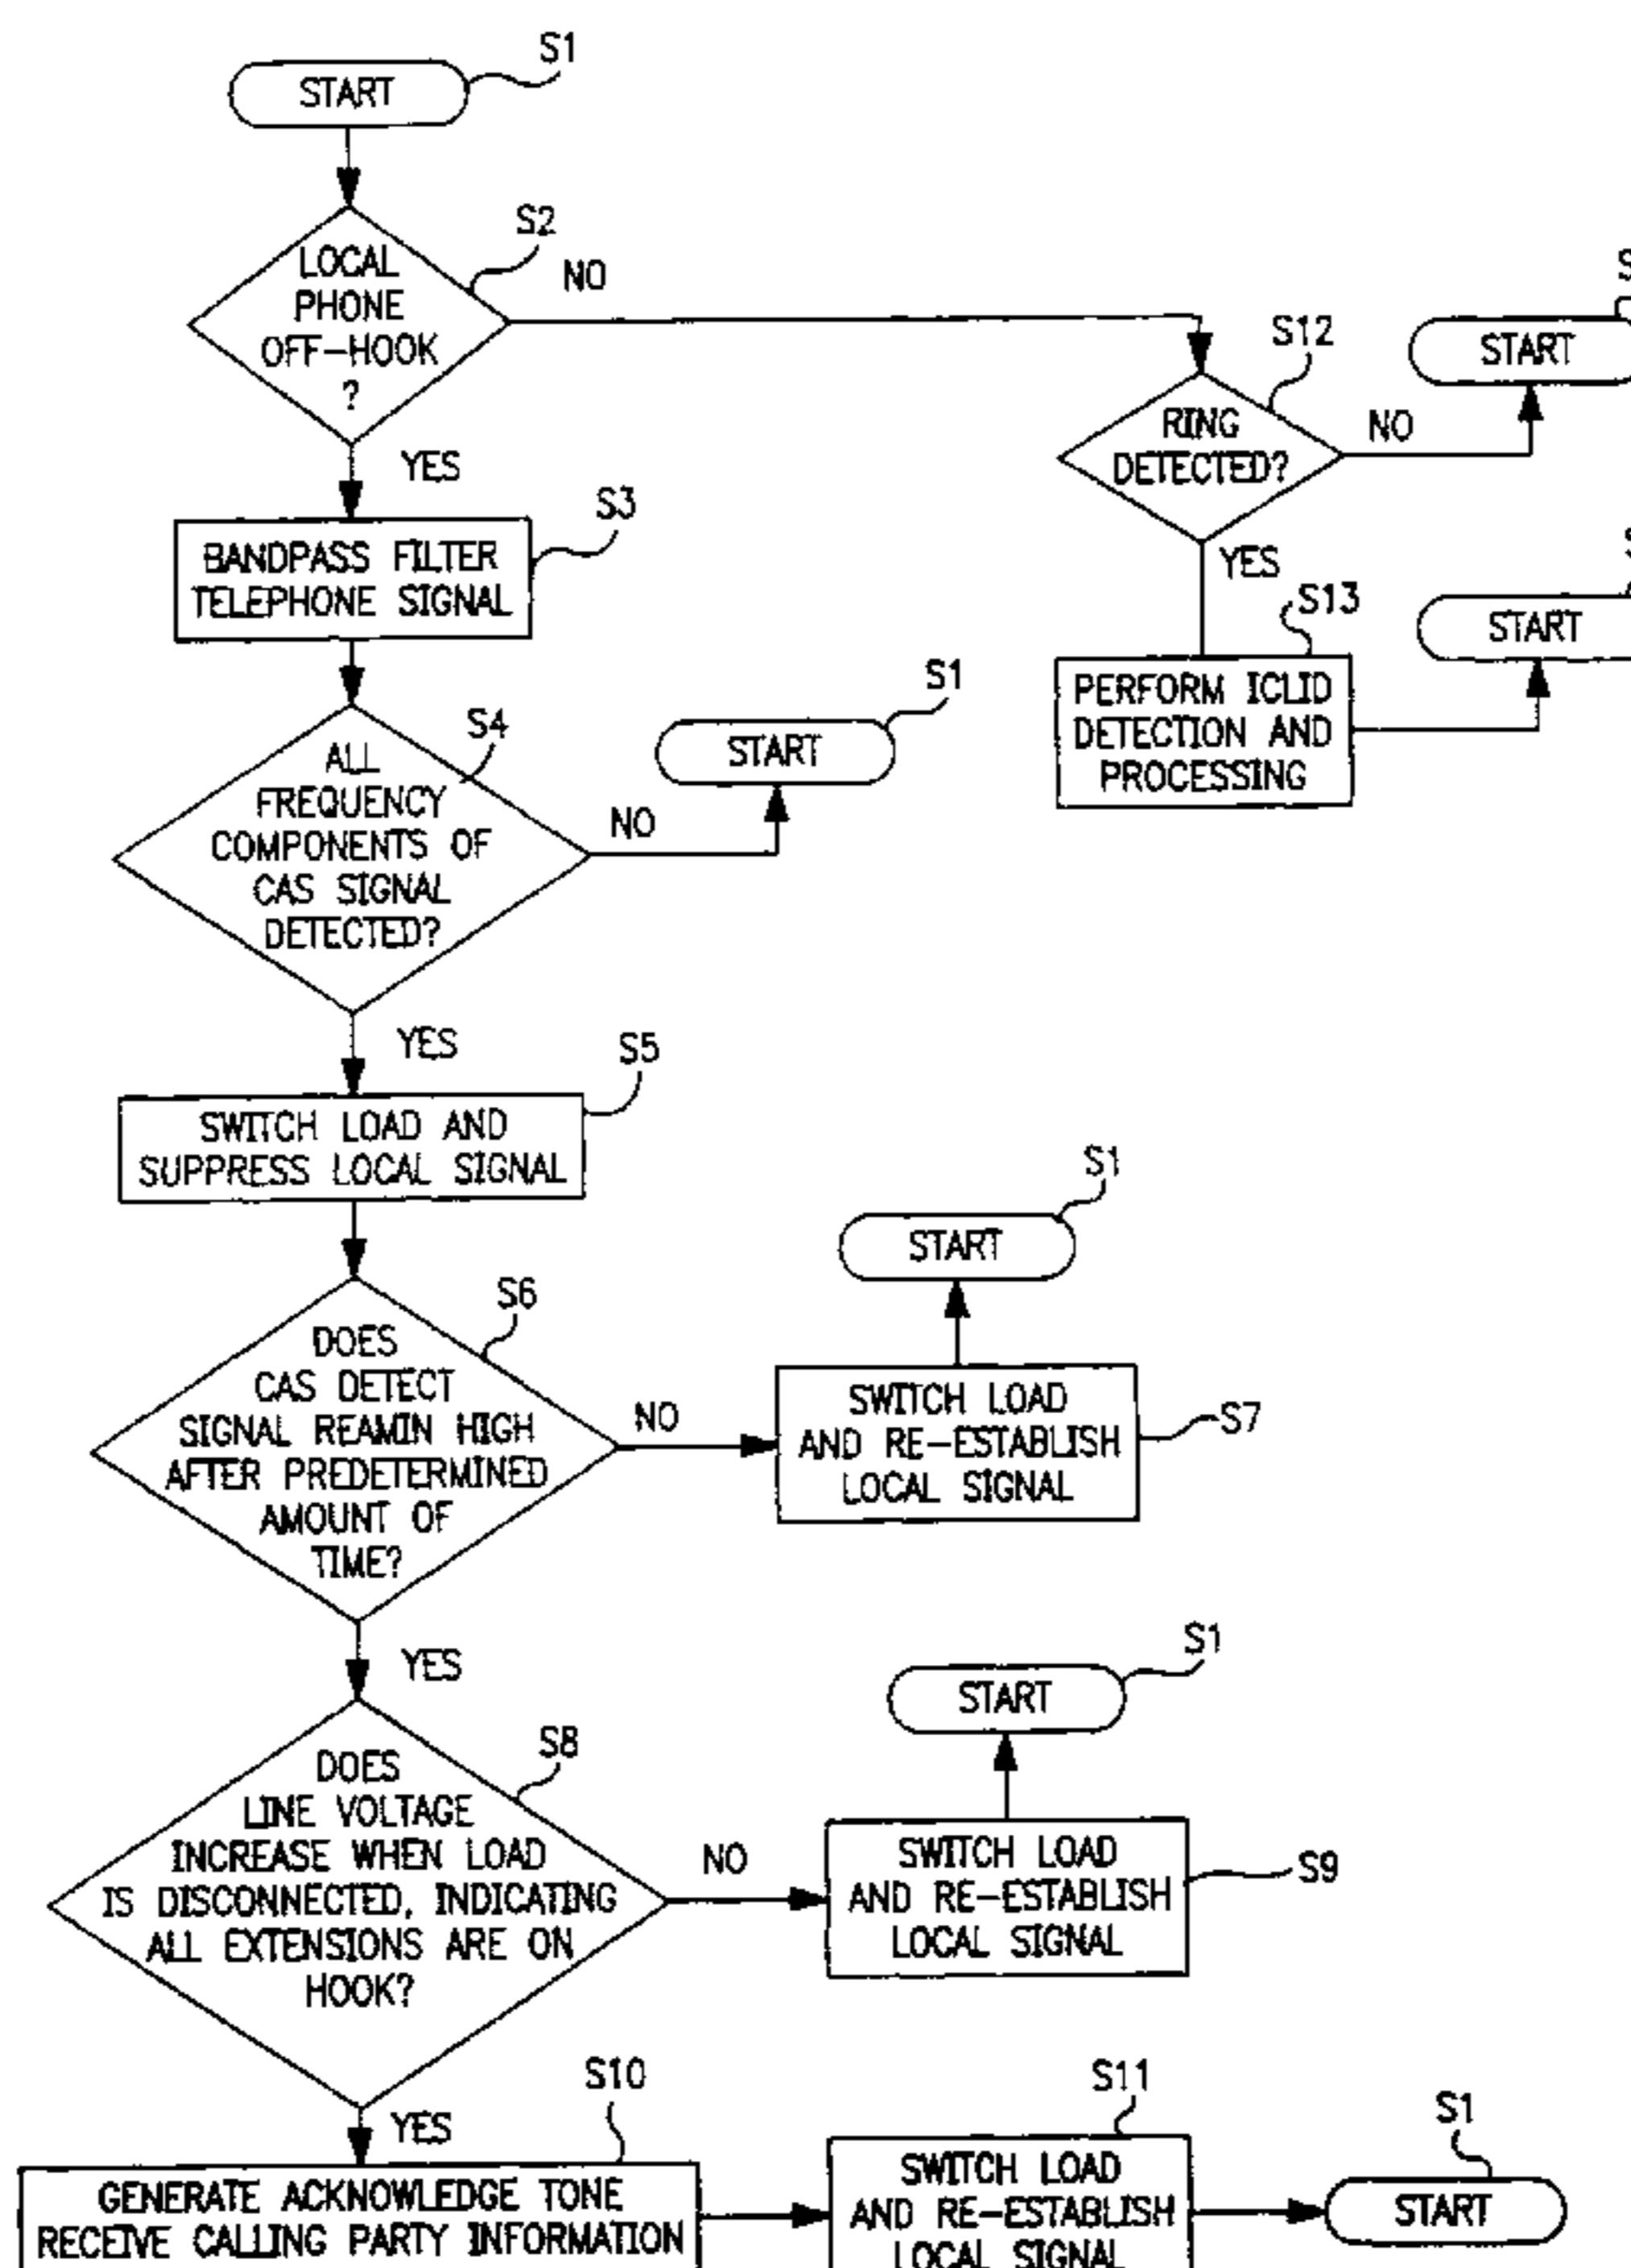 S1
START
S2
LOCAL
PHONE
OFF-HOOK
?
NO
YES
S12
RING
DETECTED?
NO
S
START
YES
S13
PERFORM ICLID
DETECTION AND
PROCESSING
START
S3
BANDPASS FILTER
TELEPHONE SIGNAL
S4
ALL
FREQUENCY
COMPONENTS OF
CAS SIGNAL
DETECTED?
NO
S1
START
YES
S5
SWITCH LOAD AND
SUPPRESS LOCAL SIGNAL
S6
DOES
CAS DETECT
SIGNAL REAMIN HIGH
AFTER PREDETERMINED
AMOUNT OF
TIME?
NO
S1
START
SWITCH LOAD
AND RE-ESTABLISH
LOCAL SIGNAL
S7
YES
S8
DOES
LINE VOLTAGE
INCREASE WHEN LOAD
IS DISCONNECTED, INDICATING
ALL EXTENSIONS ARE ON
HOOK?
NO
S1
START
SWITCH LOAD
AND RE-ESTABLISH
LOCAL SIGNAL
S9
YES
S10
GENERATE ACKNOWLEDGE TONE
RECEIVE CALLING PARTY INFORMATION
S11
SWITCH LOAD
AND RE-ESTABLISH
LOCAL SIGNAL
S1
START